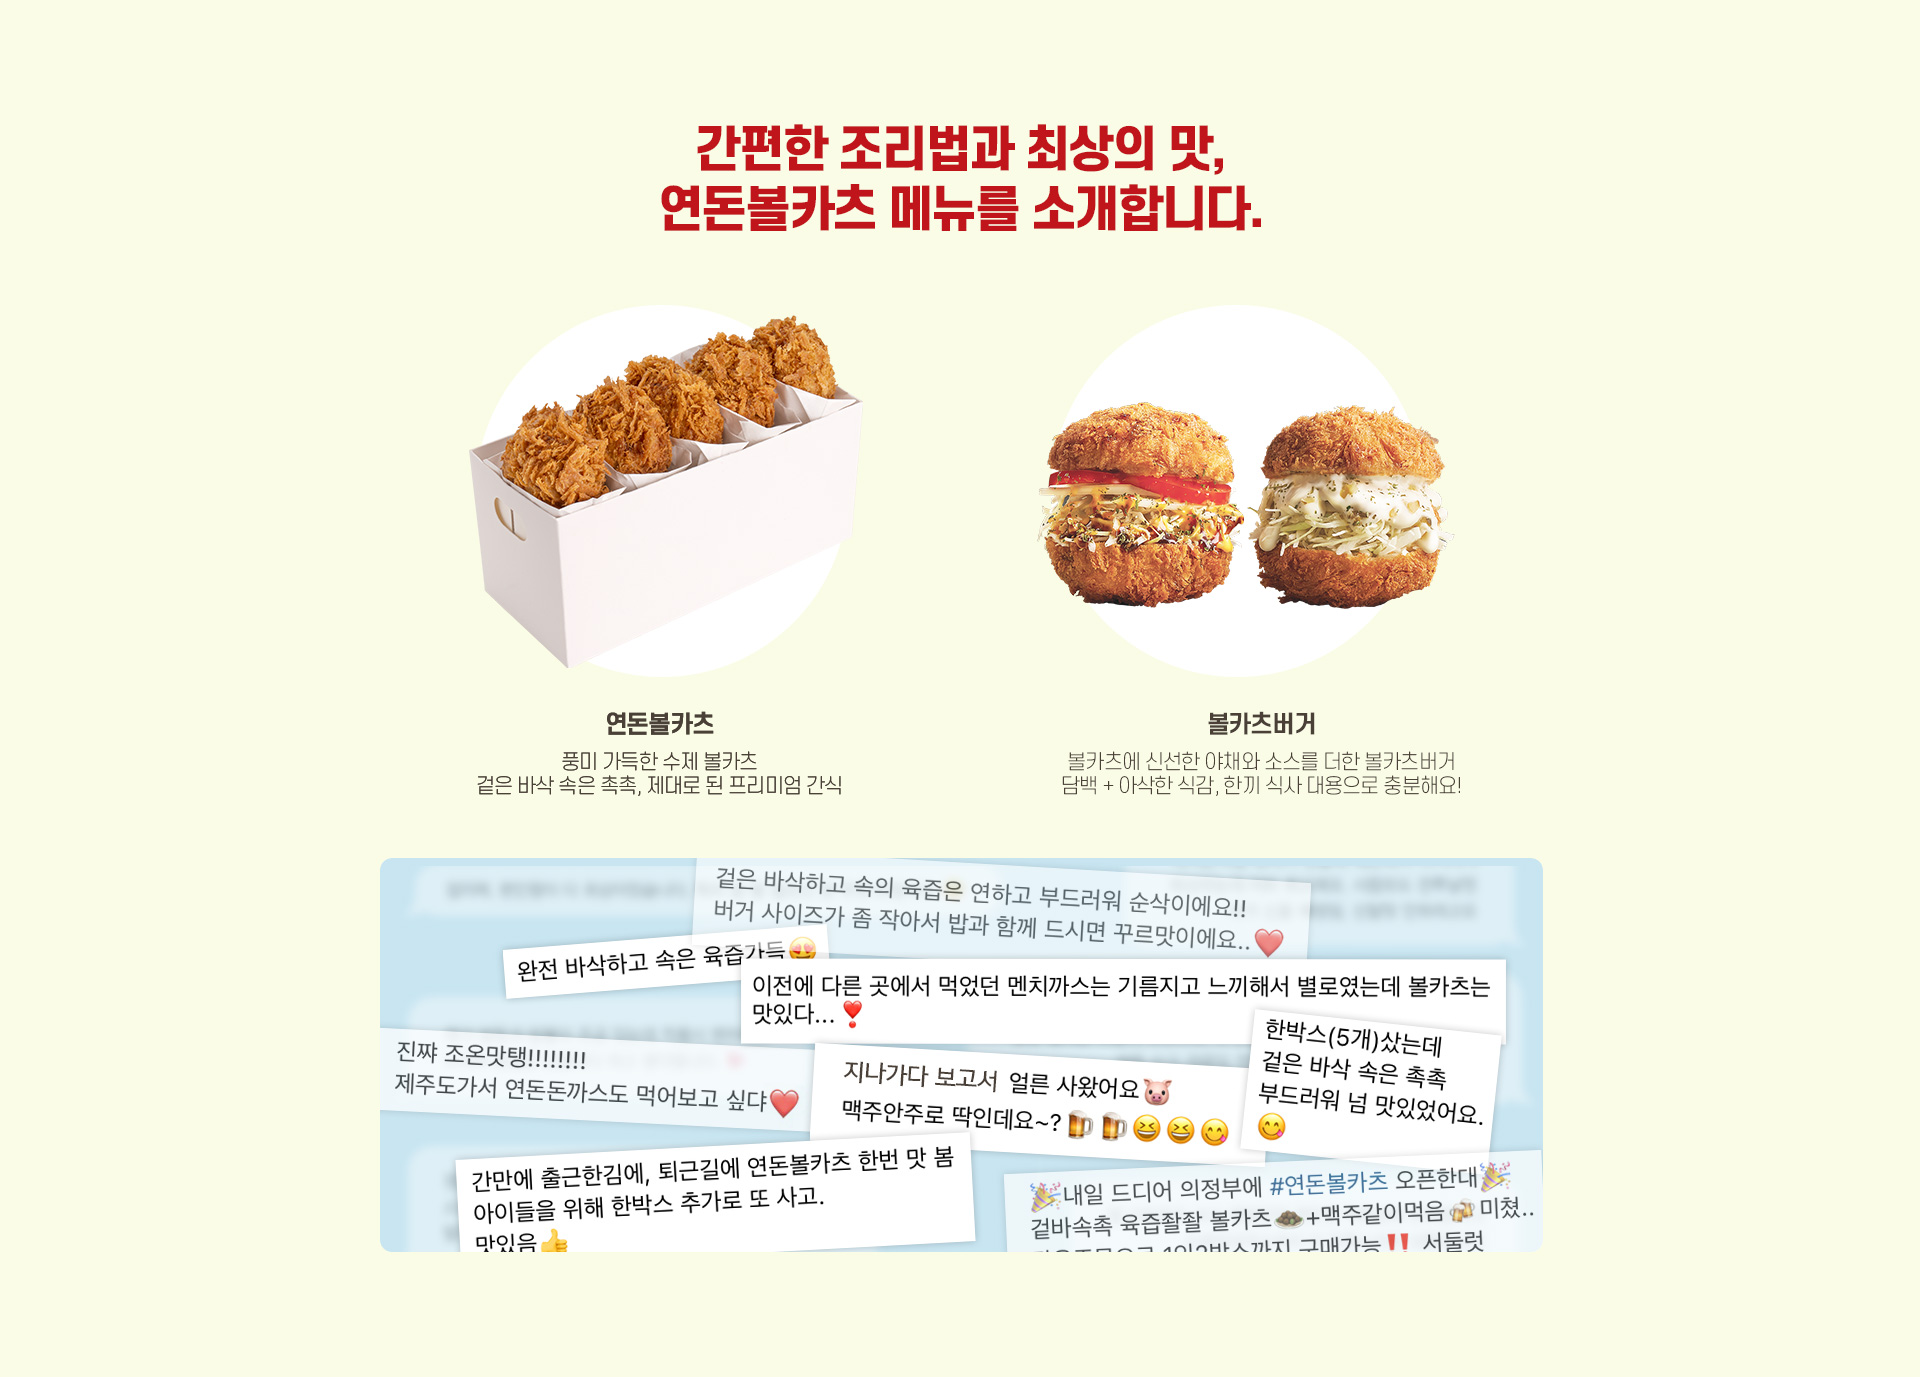 간편한 조리법과 최상의 맛,
연돈볼카츠 메뉴를 소개합니다.
연돈볼카츠
풍미 가득한 수제 볼카츠
겉은 바삭 속은 촉촉, 제대로 된 프리미엄 간식
볼카츠버거
볼카츠에 신선한 야채와 소스를 더한 볼카츠버거
담백 + 아삭한 식감, 한끼 식사 대용으로 충분해요!
겉은 바삭하고 속의 육즙은 연하고 부드러워 순삭이에요!!
버거 사이즈가 좀 작아서 밥과 함께 드시면 꾸르맛이에요..❤️
완전 바삭하고 속은 육즙가득😍
이전에 다른 곳에서 먹었던 멘치까스는 기름지고 느끼해서 별로였는데 볼카츠는
맛있다... ❣️
한박스(5개)샀는데
겉은 바삭 속은 촉촉
부드러워 넘 맛있었어요.
😋
진쨔 조온맛탱!!!!!!!!
제주도가서 연돈돈까스도 먹어보고 싶댜❤️
지나가다 보고서 얼른 사왔어요🐷
맥주안주로 딱인데요~?🍺🍺😆😆😋
간만에 출근한김에, 퇴근길에 연돈볼카츠 한번 맛 봄
아이들을 위해 한박스 추가로 또 사고.
맛있음👍
🎉내일 드디어 의정부에 #연돈볼카츠 오픈한대🎉
겉바속촉 육즙좔좔 볼카츠🧆+맥주같이먹음🍻미쳤..
구매가능‼️ 서둘럿